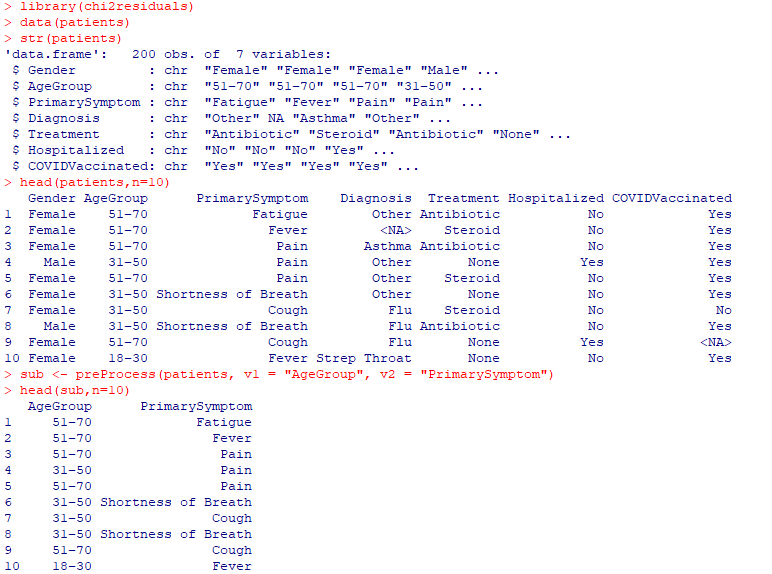 > library(chi2residuals)
> data(patients)
> str(patients)
'data.frame':   200 obs. of  7 variables:
 $ Gender         : chr  "Female" "Female" "Female" "Male" ...
 $ AgeGroup       : chr  "51-70" "51-70" "51-70" "31-50" ...
 $ PrimarySymptom : chr  "Fatigue" "Fever" "Pain" "Pain" ...
 $ Diagnosis      : chr  "Other" NA "Asthma" "Other" ...
 $ Treatment      : chr  "Antibiotic" "Steroid" "Antibiotic" "None" ...
 $ Hospitalized   : chr  "No" "No" "No" "Yes" ...
 $ COVIDVaccinated: chr  "Yes" "Yes" "Yes" "Yes" ...
> head(patients,n=10)
   Gender AgeGroup      PrimarySymptom    Diagnosis  Treatment Hospitalized COVIDVaccinated
1  Female    51-70             Fatigue        Other Antibiotic           No             Yes
2  Female    51-70               Fever         <NA>    Steroid           No             Yes
3  Female    51-70                Pain       Asthma Antibiotic           No             Yes
4    Male    31-50                Pain        Other       None          Yes             Yes
5  Female    51-70                Pain        Other    Steroid           No             Yes
6  Female    31-50 Shortness of Breath        Other       None           No             Yes
7  Female    31-50               Cough          Flu    Steroid           No              No
8    Male    31-50 Shortness of Breath          Flu Antibiotic           No             Yes
9  Female    51-70               Cough          Flu       None          Yes            <NA>
10 Female    18-30               Fever Strep Throat       None           No             Yes
> sub <- preProcess(patients, v1 = "AgeGroup", v2 = "PrimarySymptom")
> head(sub,n=10)
   AgeGroup      PrimarySymptom
1     51-70             Fatigue
2     51-70               Fever
3     51-70                Pain
4     31-50                Pain
5     51-70                Pain
6     31-50 Shortness of Breath
7     31-50               Cough
8     31-50 Shortness of Breath
9     51-70               Cough
10    18-30               Fever